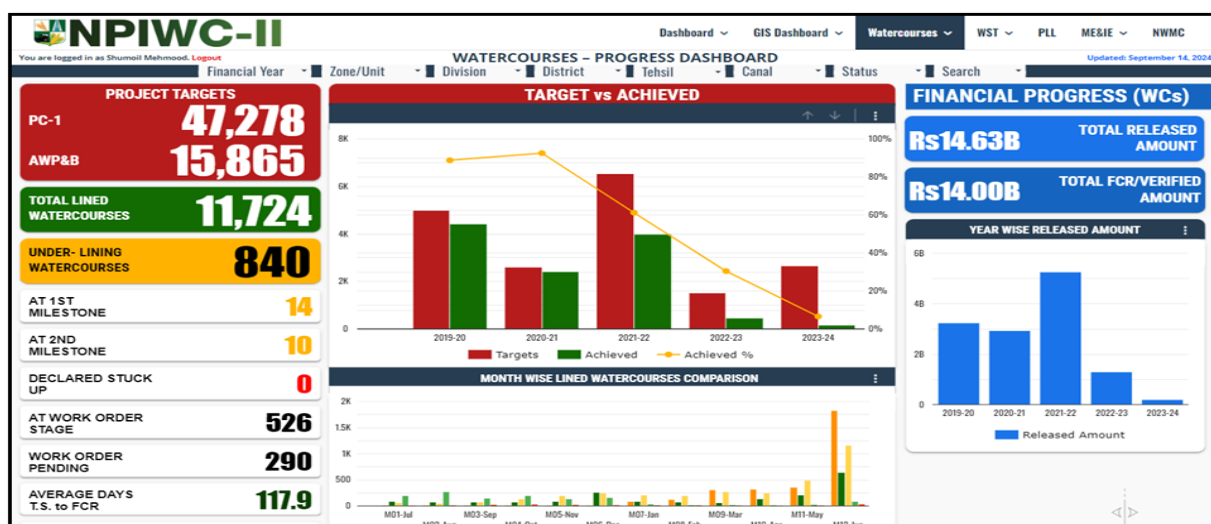 NPIWC-II
Dashboard
GIS Dashboard
Watercourses
WST
PLL
ME&IE
NWMC
You are logged in as Shumoil Mehmood. Logout
WATERCOURSES – PROGRESS DASHBOARD
Updated: September 14, 2024
Financial Year
Zone/Unit
Division
District
Tehsil
Canal
Status
Search
PROJECT TARGETS
PC-1
47,278
AWP&B
15,865
TOTAL LINED
WATERCOURSES
11,724
UNDER- LINING
WATERCOURSES
840
AT 1ST
MILESTONE
14
AT 2ND
MILESTONE
10
DECLARED STUCK
UP
0
AT WORK ORDER
STAGE
526
WORK ORDER
PENDING
290
AVERAGE DAYS
T.S. to FCR
117.9
TARGET vs ACHIEVED
8K
6K
4K
2K
0
100%
80%
60%
40%
20%
0%
2019-20
2020-21
2021-22
2022-23
2023-24
Targets
Achieved
Achieved %
MONTH WISE LINED WATERCOURSES COMPARISON
2K
1.5K
1K
500
0
M01-Jul
M03-Sep
M05-Nov
M07-Jan
M09-Mar
M11-May
FINANCIAL PROGRESS (WCs)
Rs14.63B
TOTAL RELEASED
AMOUNT
Rs14.00B
TOTAL FCR/VERIFIED
AMOUNT
YEAR WISE RELEASED AMOUNT
6B
4B
2B
0
2019-20
2020-21
2021-22
2022-23
2023-24
Released Amount